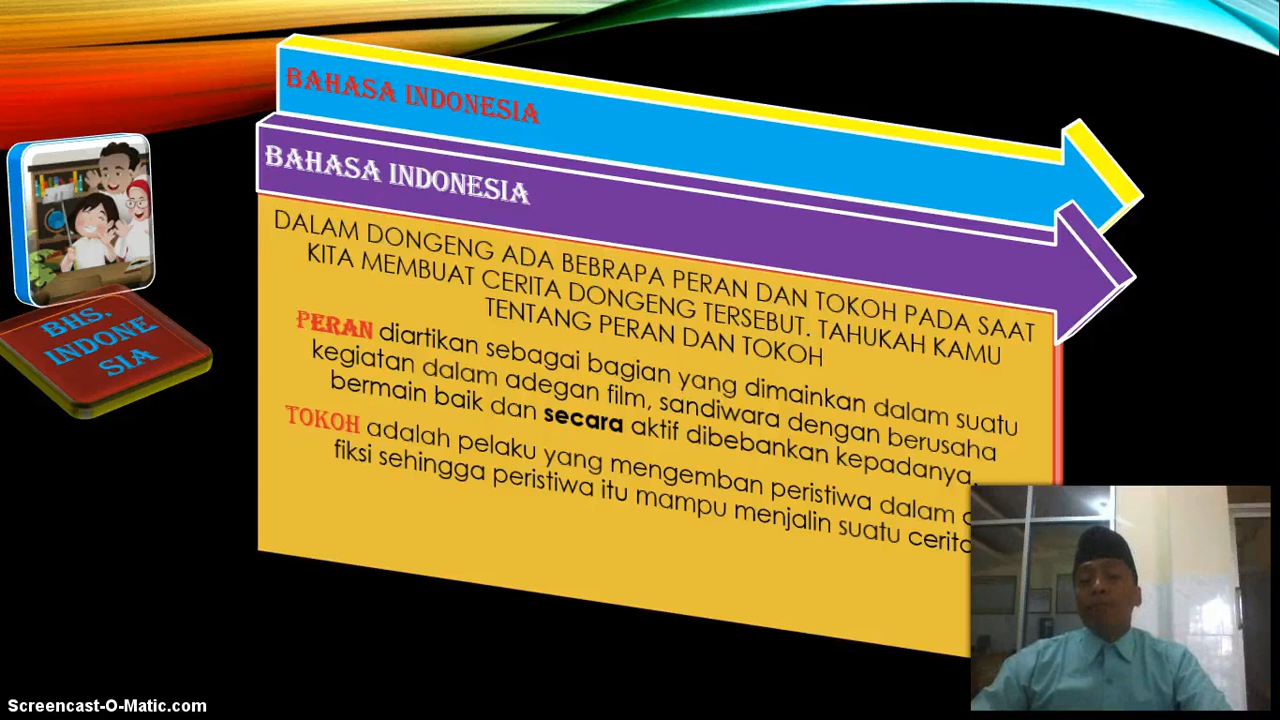 BAHASA INDONESIA
BAHASA INDONESIA
DALAM DONGENG ADA BEBRAPA PERAN DAN TOKOH PADA SAAT
KITA MEMBUAT CERITA DONGENG TERSEBUT. TAHUKAH KAMU
TENTANG PERAN DAN TOKOH
PERAN diartikan sebagai bagian yang dimainkan dalam suatu
kegiatan dalam adegan film, sandiwara dengan berusaha
bermain baik dan secara aktif dibebankan kepadanya.
TOKOH adalah pelaku yang mengemban peristiwa dalam
fiksi sehingga peristiwa itu mampu menjalin suatu cerita
BHS.
INDONE
SIA
Screencast-O-Matic.com